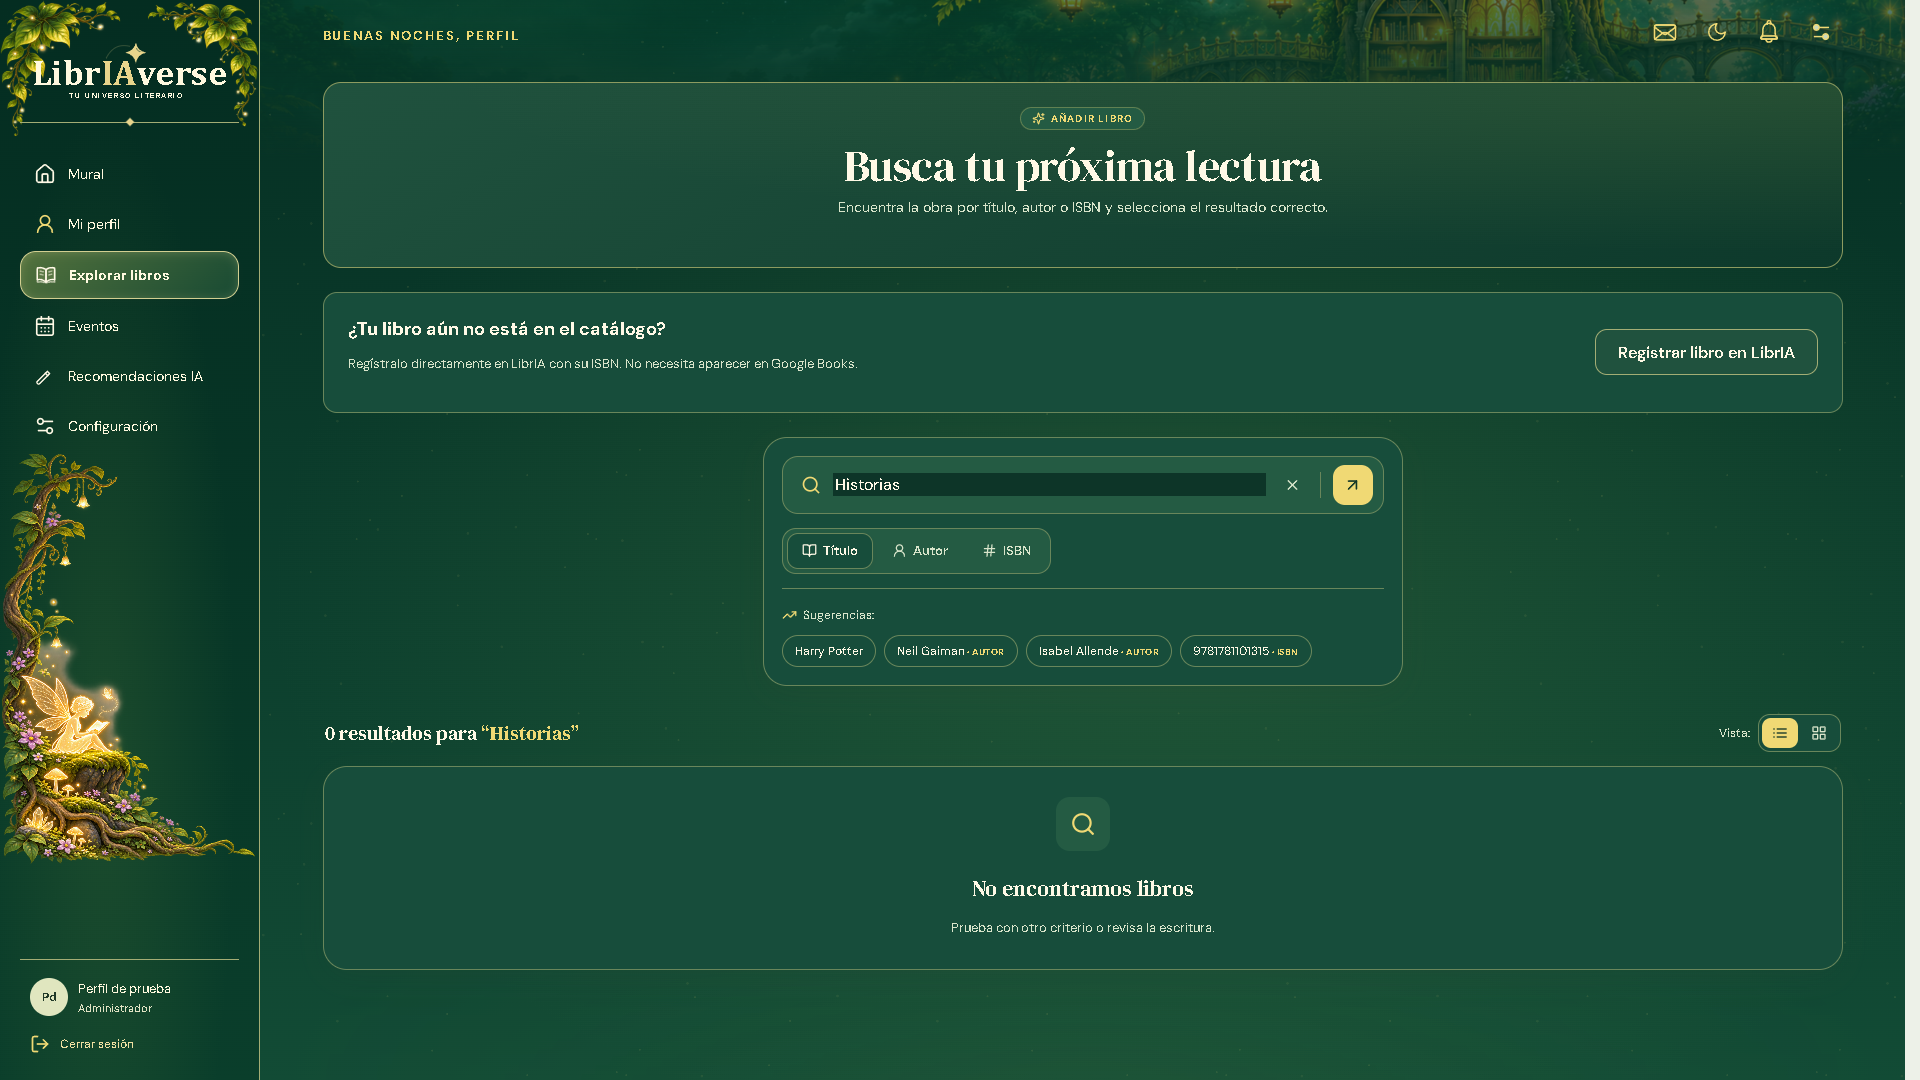 LibrIAverse
TU UNIVERSO LITERARIO
Mural
Mi perfil
Explorar libros
Eventos
Recomendaciones IA
Configuración
Pd
Perfil de prueba
Administrador
Cerrar sesión
BUENAS NOCHES, PERFIL
AÑADIR LIBRO
Busca tu próxima lectura
Encuentra la obra por título, autor o ISBN y selecciona el resultado correcto.
¿Tu libro aún no está en el catálogo?
Regístralo directamente en LibrIA con su ISBN. No necesita aparecer en Google Books.
Registrar libro en LibrIA
Historias
Título Autor ISBN
Sugerencias:
Harry Potter Neil Gaiman · AUTOR Isabel Allende · AUTOR 9781781101315 · ISBN
0 resultados para “Historias”
Vista:
No encontramos libros
Prueba con otro criterio o revisa la escritura.